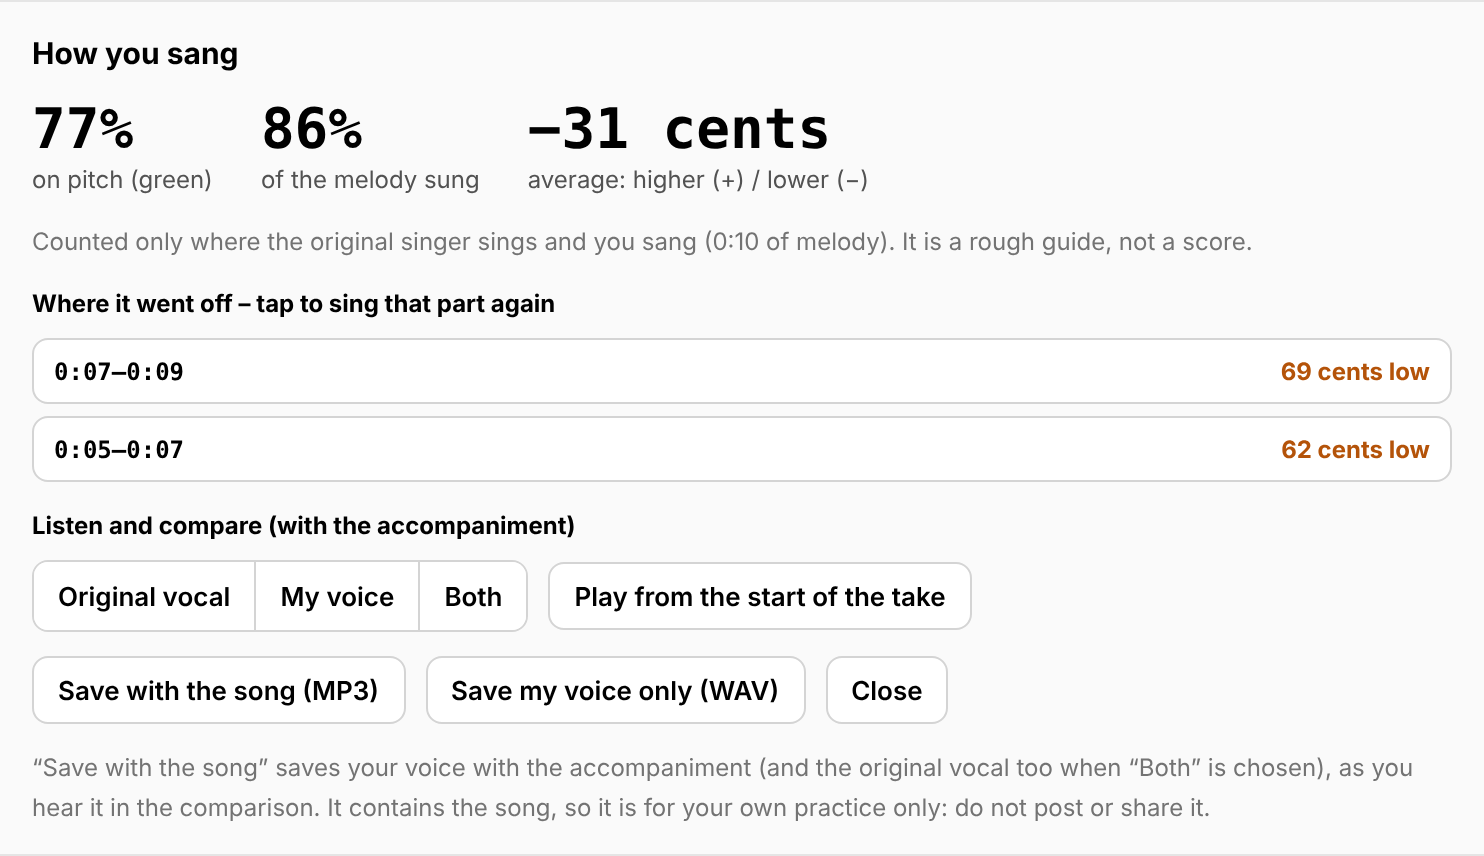 How you sang
77% 86% −31 cents
on pitch (green) of the melody sung average: higher (+) / lower (−)
Counted only where the original singer sings and you sang (0:10 of melody). It is a rough guide, not a score.
Where it went off – tap to sing that part again
0:07–0:09 69 cents low
0:05–0:07 62 cents low
Listen and compare (with the accompaniment)
Original vocal My voice Both Play from the start of the take
Save with the song (MP3) Save my voice only (WAV) Close
“Save with the song” saves your voice with the accompaniment (and the original vocal too when “Both” is chosen), as you
hear it in the comparison. It contains the song, so it is for your own practice only: do not post or share it.